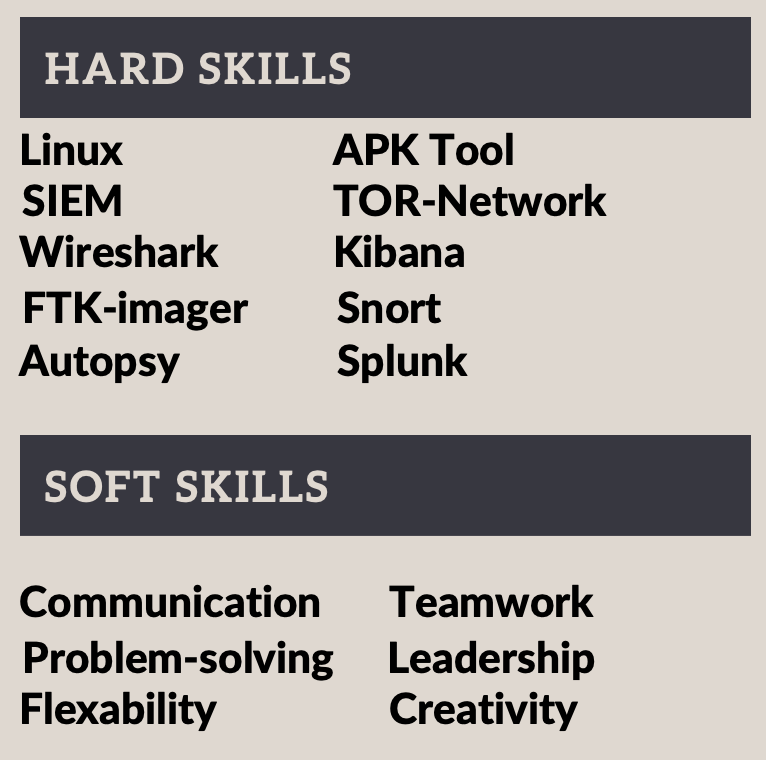 HARD SKILLS
Linux
SIEM
Wireshark
FTK-imager
Autopsy
APK Tool
TOR-Network
Kibana
Snort
Splunk
SOFT SKILLS
Communication
Problem-solving
Flexability
Teamwork
Leadership
Creativity